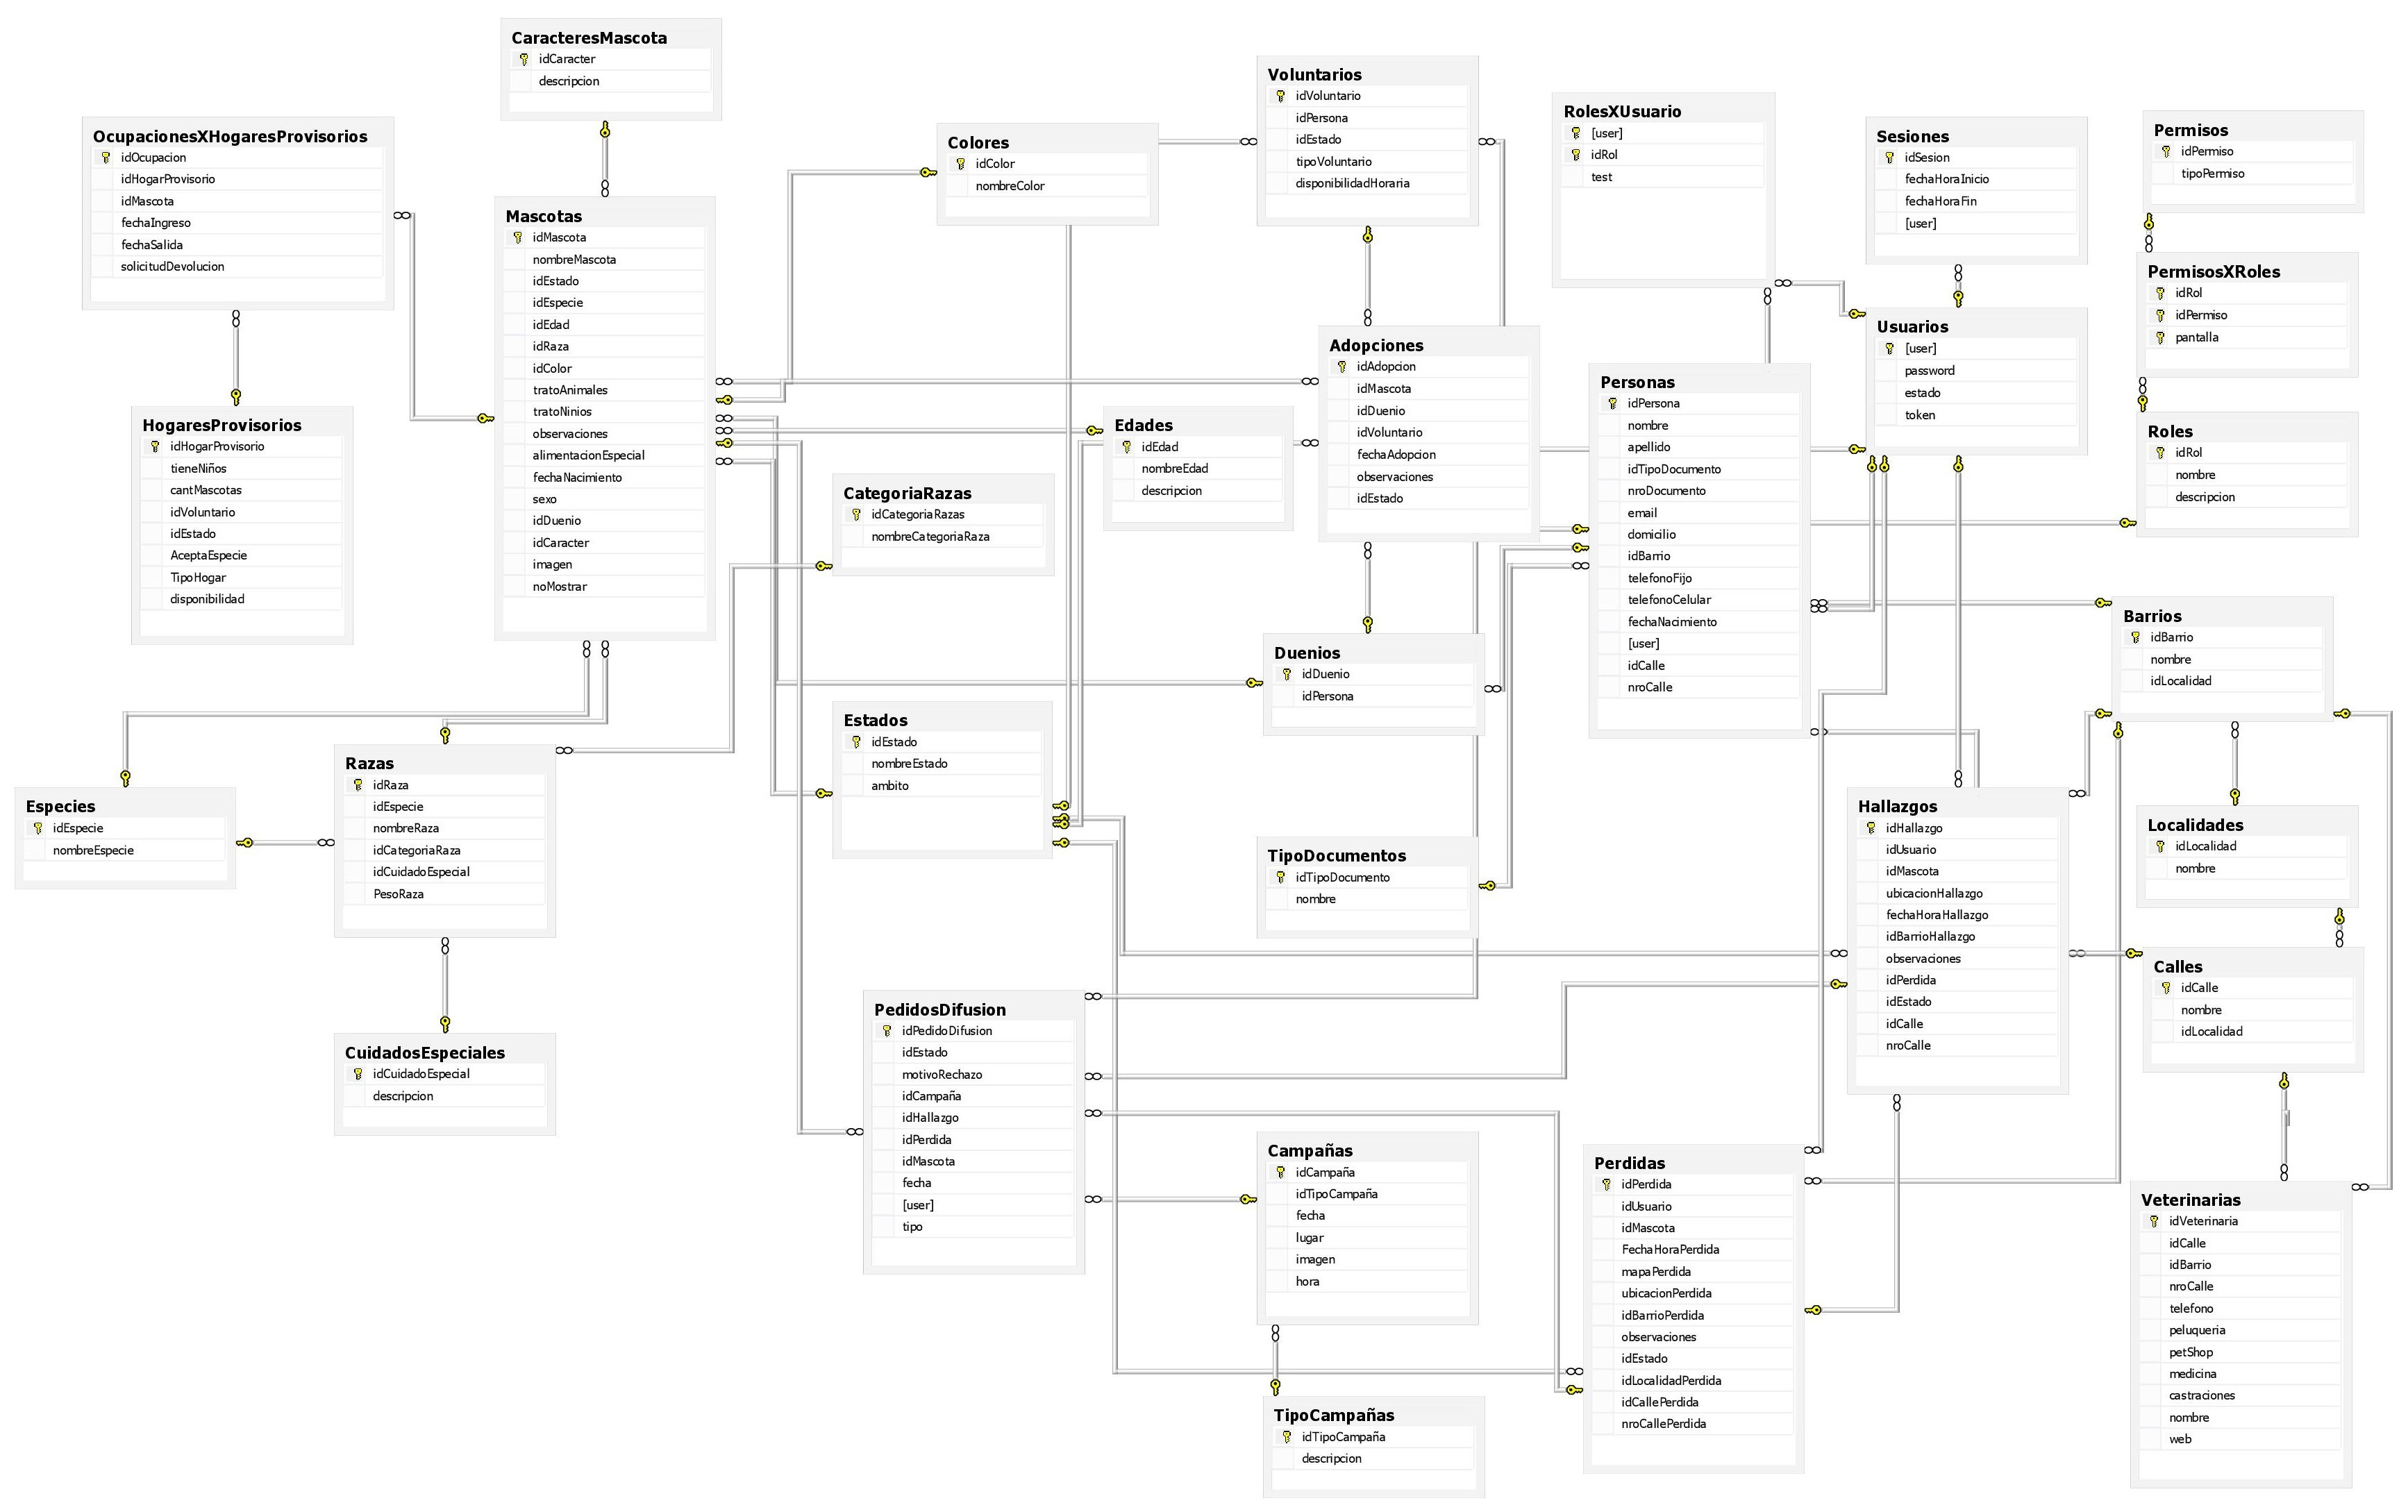 CaracteresMascota
idCaracter
descripcion
OcupacionesXHogaresProvisorios
idOcupacion
idHogarProvisorio
idMascota
fechaIngreso
fechaSalida
solicitudDevolucion
HogaresProvisorios
idHogarProvisorio
tieneNiños
cantMascotas
idVoluntario
idEstado
AceptaEspecie
TipoHogar
disponibilidad
Mascotas
idMascota
nombreMascota
idEstado
idEspecie
idEdad
idRaza
idColor
tratoAnimales
tratoNinios
observaciones
alimentacionEspecial
fechaNacimiento
sexo
idDuenio
idCaracter
imagen
noMostrar
Especies
idEspecie
nombreEspecie
Razas
idRaza
idEspecie
nombreRaza
idCategoriaRaza
idCuidadoEspecial
PesoRaza
CuidadosEspeciales
idCuidadoEspecial
descripcion
Colores
idColor
nombreColor
CategoriaRazas
idCategoriaRazas
nombreCategoriaRaza
Edades
idEdad
nombreEdad
descripcion
Estados
idEstado
nombreEstado
ambito
PedidosDifusion
idPedidoDifusion
idEstado
motivoRechazo
idCampaña
idHallazgo
idPerdida
idMascota
fecha
[user]
tipo
Voluntarios
idVoluntario
idPersona
idEstado
tipoVoluntario
disponibilidadHoraria
Adopciones
idAdopcion
idMascota
idDuenio
idVoluntario
fechaAdopcion
observaciones
idEstado
Duenios
idDuenio
idPersona
TipoDocumentos
idTipoDocumento
nombre
Campañas
idCampaña
idTipoCampaña
fecha
lugar
imagen
hora
TipoCampañas
idTipoCampaña
descripcion
RolesXUsuario
[user]
idRol
test
Personas
idPersona
nombre
apellido
idTipoDocumento
nroDocumento
email
domicilio
idBarrio
telefonoFijo
telefonoCelular
fechaNacimiento
[user]
idCalle
nroCalle
Perdidas
idPerdida
idUsuario
idMascota
FechaHoraPerdida
mapaPerdida
ubicacionPerdida
idBarrioPerdida
observaciones
idEstado
idLocalidadPerdida
idCallePerdida
nroCallePerdida
Sesiones
idSesion
fechaHoraInicio
fechaHoraFin
[user]
Usuarios
[user]
password
estado
token
Hallazgos
idHallazgo
idUsuario
idMascota
ubicacionHallazgo
fechaHoraHallazgo
idBarrioHallazgo
observaciones
idPerdida
idEstado
idCalle
nroCalle
Permisos
idPermiso
tipoPermiso
PermisosXRoles
idRol
idPermiso
pantalla
Roles
idRol
nombre
descripcion
Barrios
idBarrio
nombre
idLocalidad
Localidades
idLocalidad
nombre
Calles
idCalle
nombre
idLocalidad
Veterinarias
idVeterinaria
idCalle
idBarrio
nroCalle
telefono
peluqueria
petShop
medicina
castraciones
nombre
web